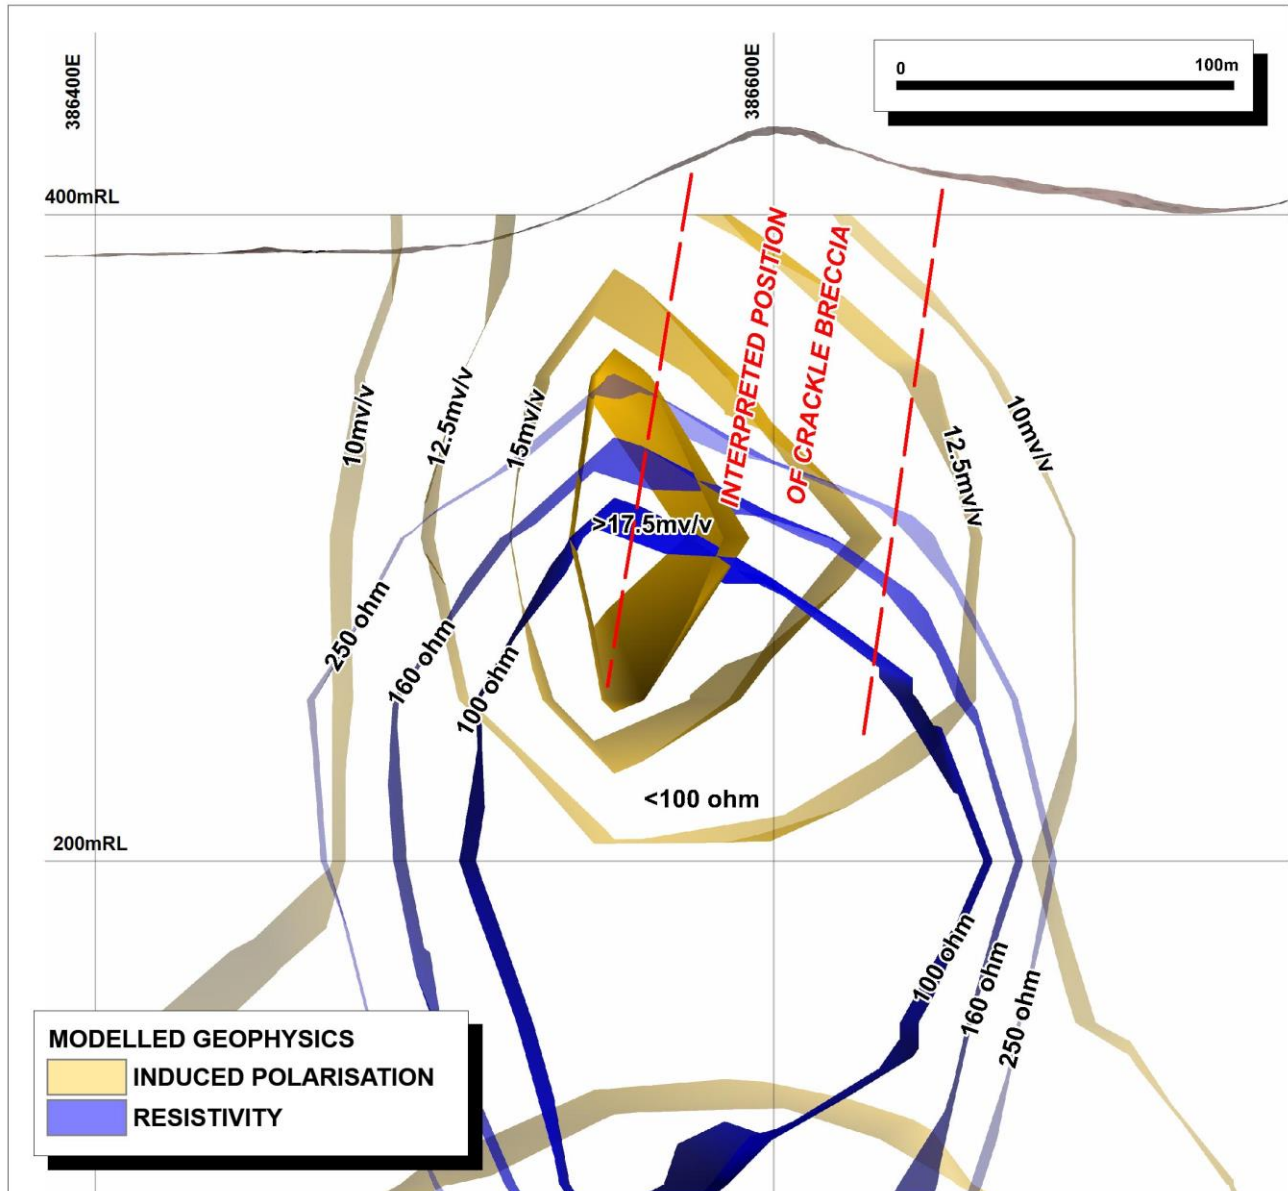 386400E
386600E
0
100m
400mRL
INTERPRETED POSITION
OF CRACKLE BRECCIA
10mv/v
12.5mv/v
15mv/v
10mv/v
12.5mv/v
>17.5mv/v
250 ohm
160 ohm
100 ohm
<100 ohm
200mRL
100 ohm
160 ohm
250 ohm
MODELLED GEOPHYSICS
INDUCED POLARISATION
RESISTIVITY